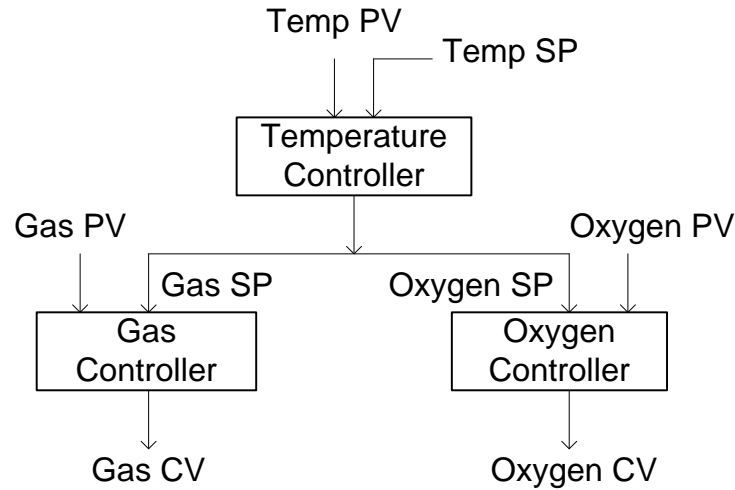 Temp PV
Temp SP
Temperature
Controller
Gas PV
Oxygen PV
Gas SP
Oxygen SP
Gas
Controller
Oxygen
Controller
Gas CV
Oxygen CV